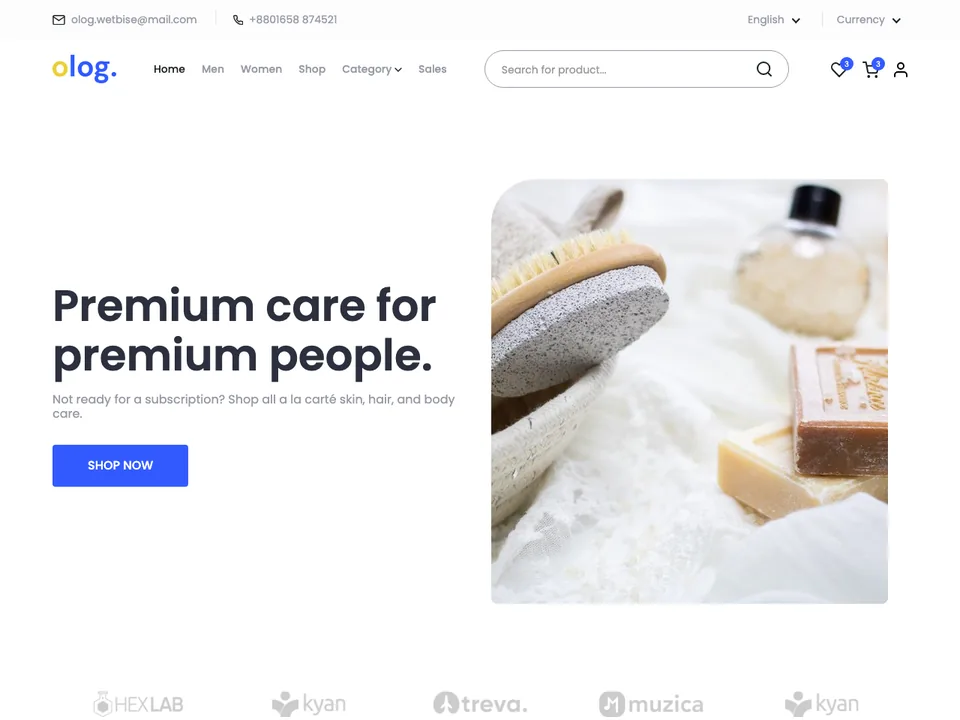 olog.wetbise@mail.com
+8801658 874521
English
Currency
olog.
Home
Men
Women
Shop
Category
Sales
Search for product...
3
3
Premium care for
premium people.
Not ready for a subscription? Shop all a la carté skin, hair, and body
care.
SHOP NOW
HEXLAB
kyan
treva.
muzica
kyan